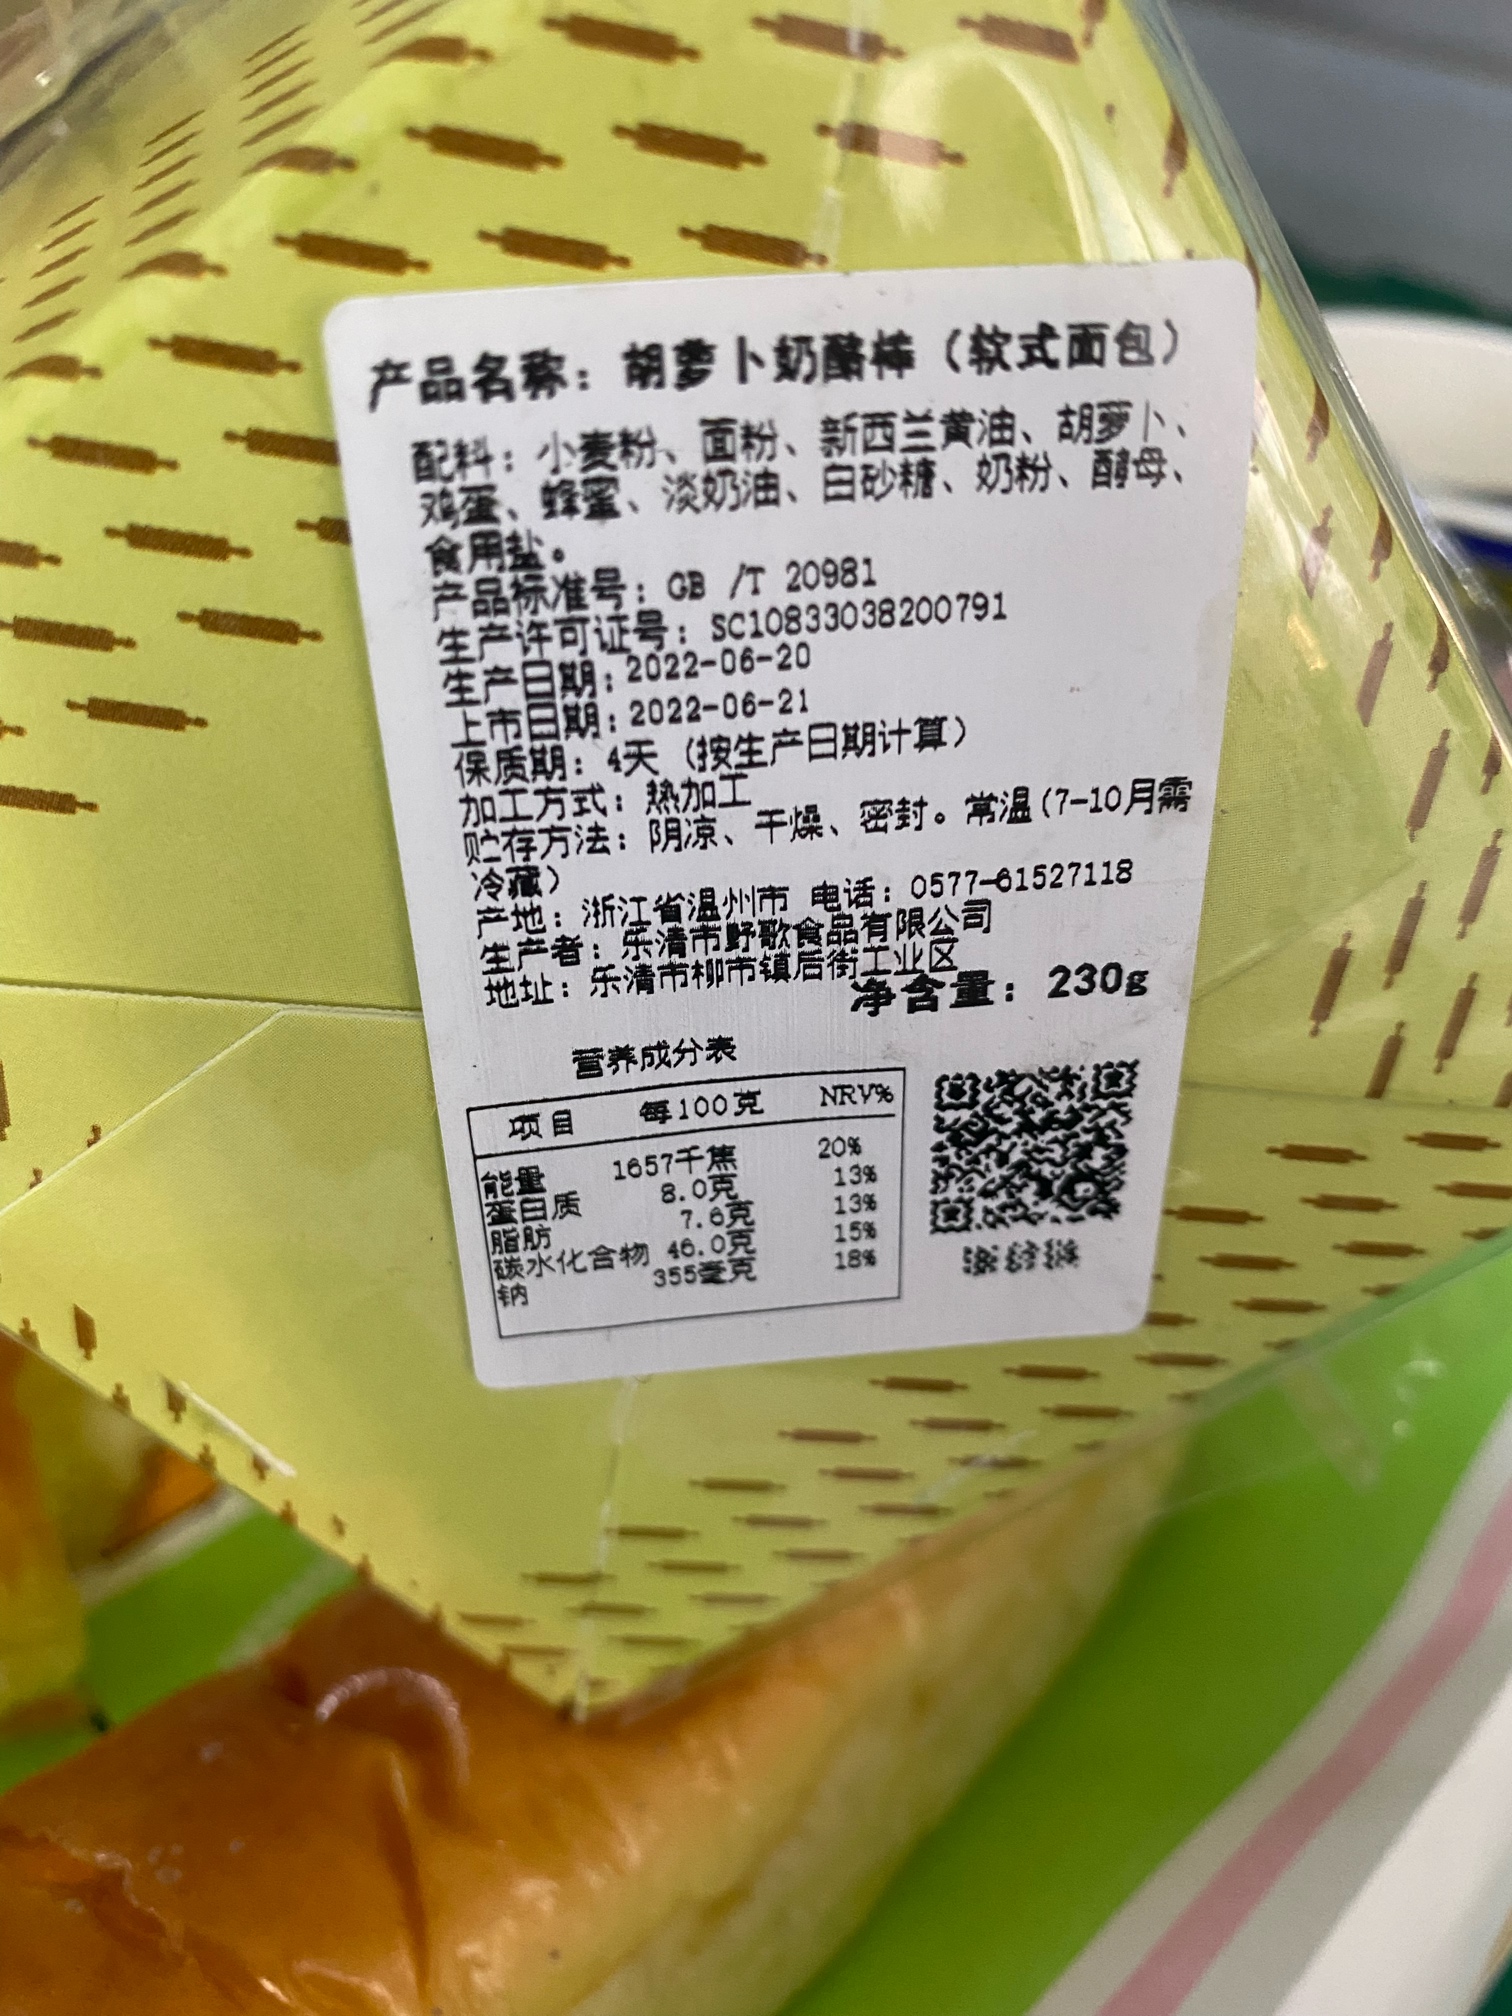 产品名称：胡萝卜奶酪棒（软式面包）
配料：小麦粉、面粉、新西兰黄油、胡萝卜、
鸡蛋、蜂蜜、淡奶油、白砂糖、奶粉、酵母、
食用盐。
产品标准号：GB /T 20981
生产许可证号：SC10833038200791
生产日期：2022-06-20
上市日期：2022-06-21
保质期：4天（按生产日期计算）
加工方式：热加工
贮存方法：阴凉、干燥、密封。常温(7-10月需
冷藏)
产地：浙江省温州市 电话：0577-61527118
生产者：乐清市野歌食品有限公司
地址：乐清市柳市镇后街工业区
净含量：230g
营养成分表
项目 每100克 NRV%
能量 1657千焦 20%
蛋白质 8.0克 13%
脂肪 7.6克 13%
碳水化合物 46.0克 15%
钠 355毫克 18%